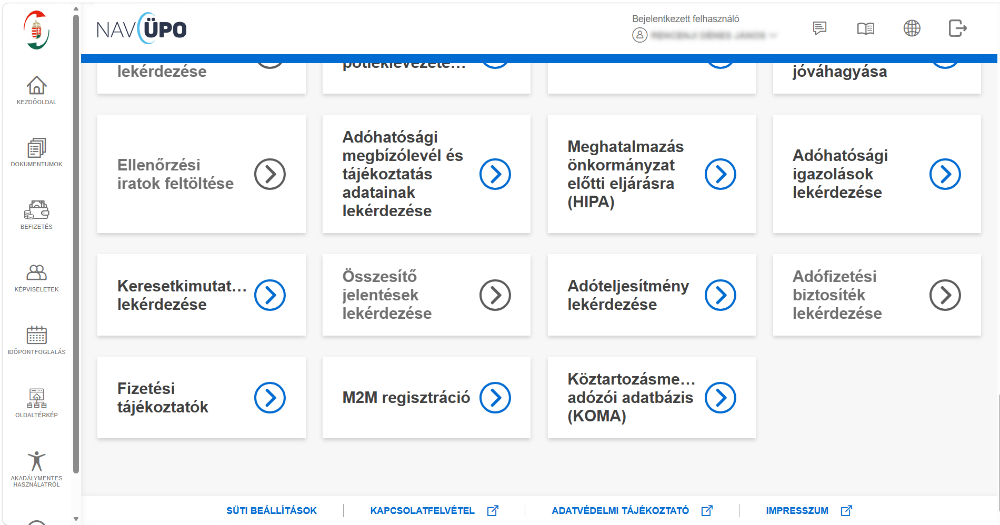 NAV ÜPO
Bejelentkezett felhasználó
KEZDŐOLDAL
DOKUMENTUMOK
BEFIZETÉS
KÉPVISELETEK
IDŐPONTFOGLALÁS
OLDALTÉRKÉP
AKADÁLYMENTES
HASZNÁLATRÓL
lekérdezése
pótléklevezeté...
jóváhagyása
Ellenőrzési
iratok feltöltése
Adóhatósági
megbízólevél és
tájékoztatás
adatainak
lekérdezése
Meghatalmazás
önkormányzat
előtti eljárásra
(HIPA)
Adóhatósági
igazolások
lekérdezése
Keresetkimutat...
lekérdezése
Összesítő
jelentések
lekérdezése
Adóteljesítmény
lekérdezése
Adófizetési
biztosíték
lekérdezése
Fizetési
tájékoztatók
M2M regisztráció
Köztartozásme...
adózói adatbázis
(KOMA)
SÜTI BEÁLLÍTÁSOK
KAPCSOLATFELVÉTEL
ADATVÉDELMI TÁJÉKOZTATÓ
IMPRESSZUM